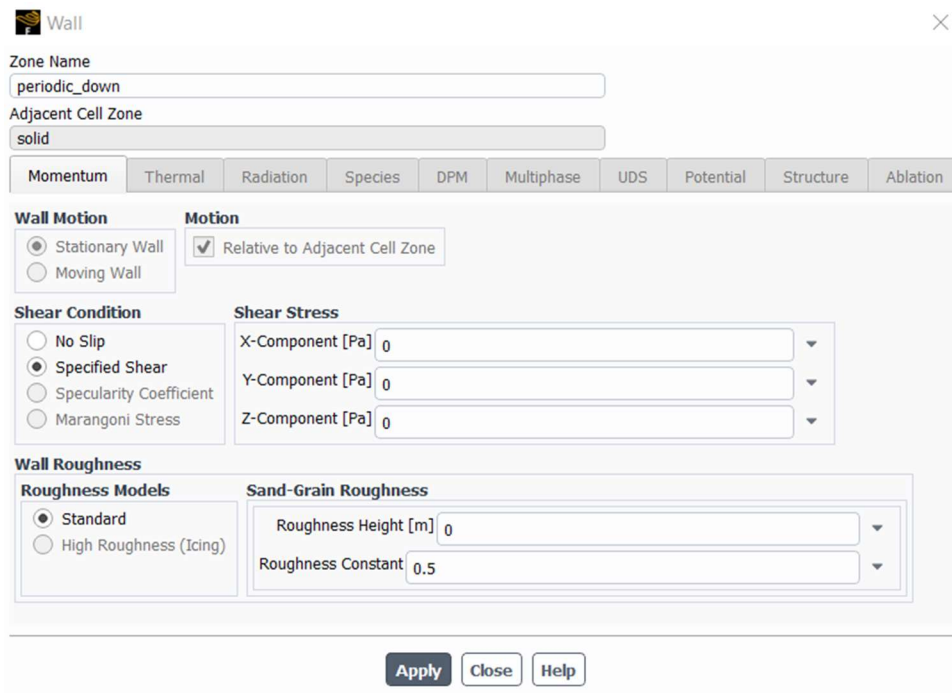 Wall
Zone Name
periodic_down
Adjacent Cell Zone
solid
Momentum Thermal Radiation Species DPM Multiphase UDS Potential Structure Ablation
Wall Motion Motion
Stationary Wall Relative to Adjacent Cell Zone
Moving Wall
Shear Condition Shear Stress
No Slip X-Component [Pa] 0
Specified Shear Y-Component [Pa] 0
Specularity Coefficient
Marangoni Stress Z-Component [Pa] 0
Wall Roughness
Roughness Models Sand-Grain Roughness
Standard Roughness Height [m] 0
High Roughness (Icing)
Roughness Constant 0.5
Apply Close Help